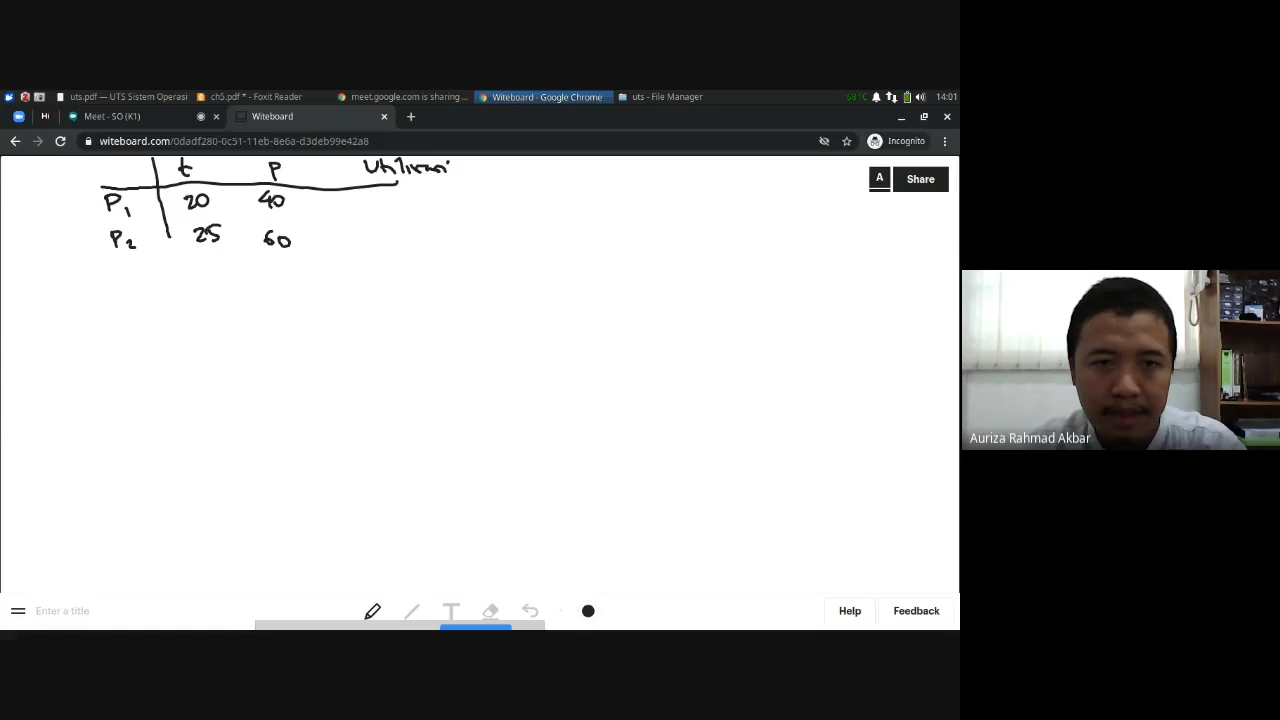 uts.pdf — UTS Sistem Operasi ch5.pdf * - Foxit Reader meet.google.com is sharing ... Witeboard - Google Chrome uts - File Manager 68°C 14:01
Hi Meet - SO (K1) Witeboard
witeboard.com/0dadf280-0c51-11eb-8e6a-d3deb99e42a8 Incognito
t P Utilisasi
A Share
P1 20 40
P2 25 60
Auriza Rahmad Akbar
Enter a title T Help Feedback